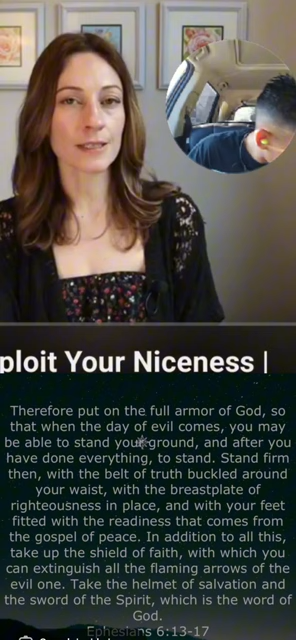 ploit Your Niceness |
Therefore put on the full armor of God, so
that when the day of evil comes, you may
be able to stand your ground, and after you
have done everything, to stand. Stand firm
then, with the belt of truth buckled around
your waist, with the breastplate of
righteousness in place, and with your feet
fitted with the readiness that comes from
the gospel of peace. In addition to all this,
take up the shield of faith, with which you
can extinguish all the flaming arrows of the
evil one. Take the helmet of salvation and
the sword of the Spirit, which is the word of
God.
Ephesians 6:13-17